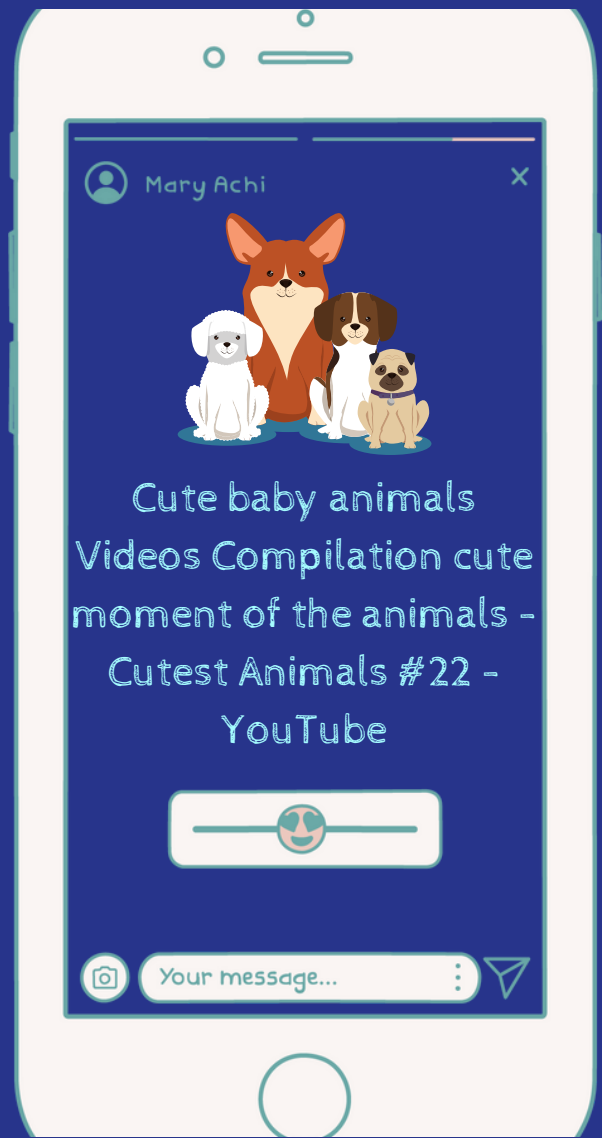 Mary Achi
Cute baby animals
Videos Compilation cute
moment of the animals -
Cutest Animals #22 -
YouTube
Your message...